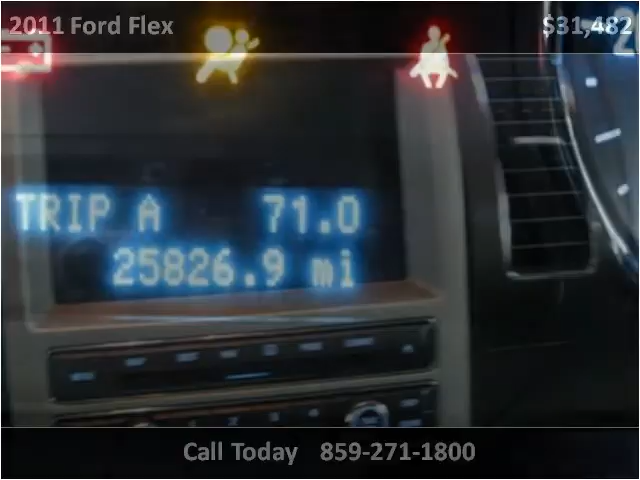 2011 Ford Flex $31,482
TRIP A 71.0
25826.9 mi
Call Today 859-271-1800